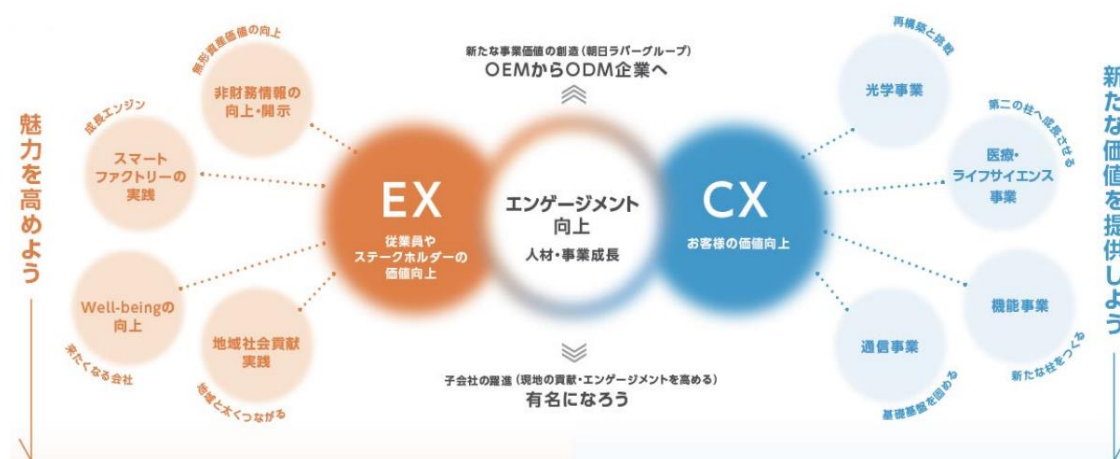 魅力を高めよう
無形資産価値の向上
非財務情報の
向上・開示
成長エンジン
スマート
ファクトリーの
実践
Well-beingの
向上
来たくなる会社
地域社会貢献
実践
地域と太くつながる
EX
従業員や
ステークホルダーの
価値向上
新たな事業価値の創造（朝日ラバーグループ）
OEMからODM企業へ
エンゲージメント
向上
人材・事業成長
子会社の躍進（現地の貢献・エンゲージメントを高める）
有名になろう
CX
お客様の価値向上
再構築と挑戦
光学事業
第二の柱へ成長させる
医療・
ライフサイエンス
事業
機能事業
新たな柱をつくる
通信事業
基礎基盤を固める
新たな価値を提供しよう